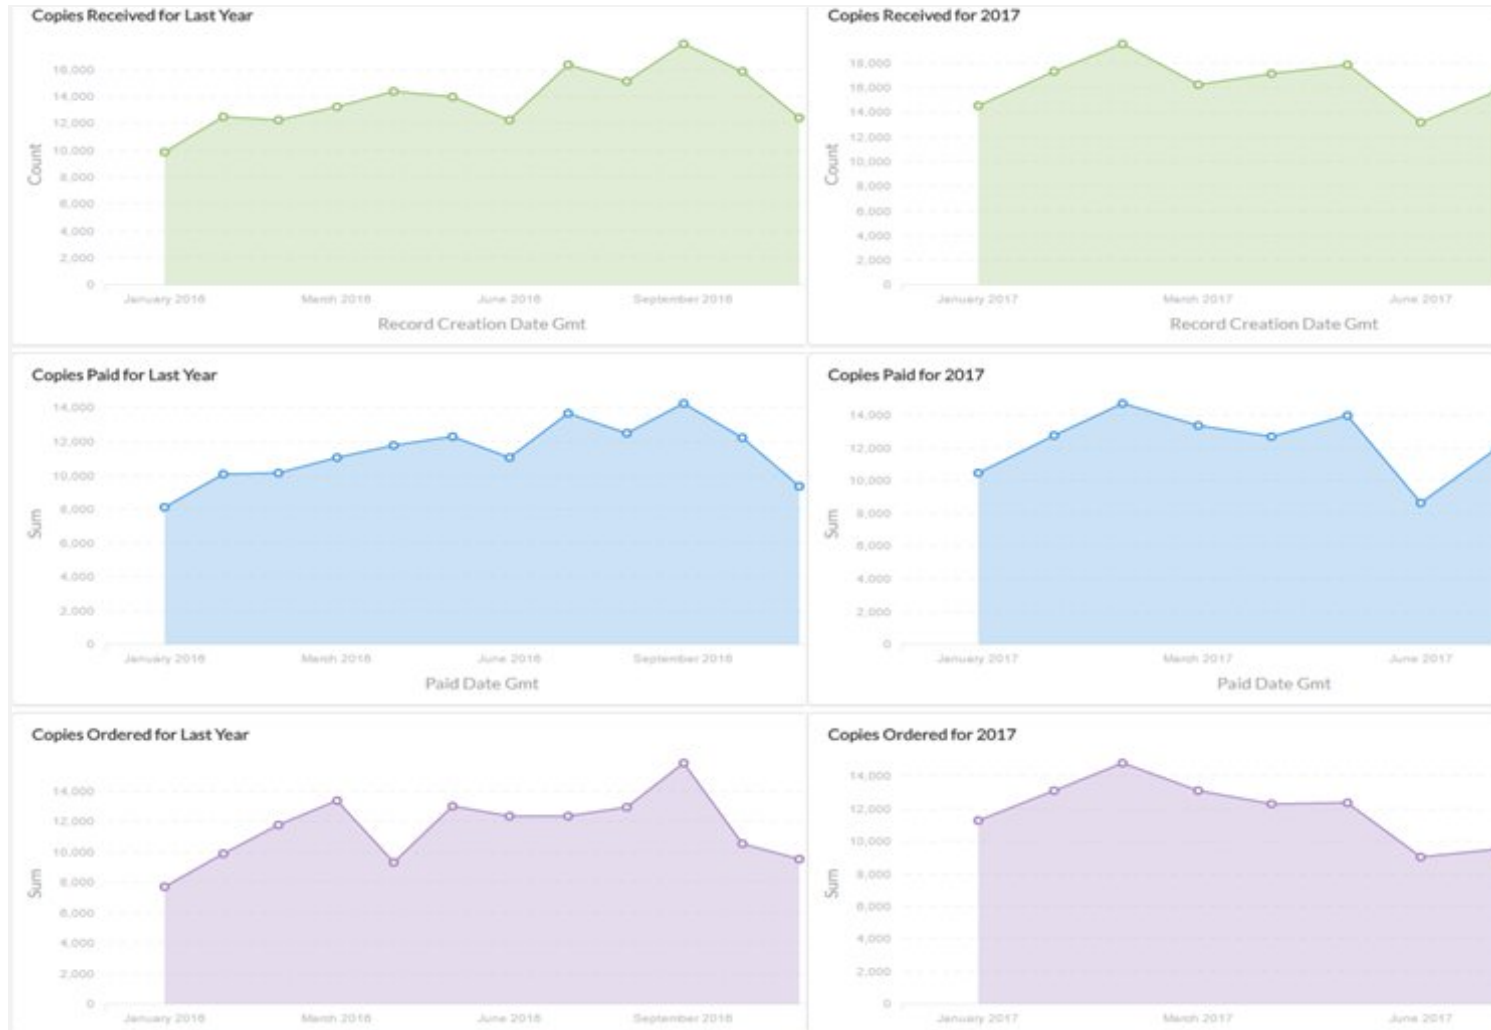 Copies Received for Last Year
16,000
14,000
12,000
10,000
8,000
6,000
4,000
2,000
0
Count
January 2016
March 2016
June 2016
September 2016
Record Creation Date Gmt
Copies Received for 2017
18,000
16,000
14,000
12,000
10,000
8,000
6,000
4,000
2,000
0
Count
January 2017
March 2017
June 2017
Record Creation Date Gmt
Copies Paid for Last Year
14,000
12,000
10,000
8,000
6,000
4,000
2,000
0
Sum
January 2016
March 2016
June 2016
September 2016
Paid Date Gmt
Copies Paid for 2017
14,000
12,000
10,000
8,000
6,000
4,000
2,000
0
Sum
January 2017
March 2017
June 2017
Paid Date Gmt
Copies Ordered for Last Year
14,000
12,000
10,000
8,000
6,000
4,000
2,000
0
Sum
January 2016
March 2016
June 2016
September 2016
Copies Ordered for 2017
14,000
12,000
10,000
8,000
6,000
4,000
2,000
0
Sum
January 2017
March 2017
June 2017